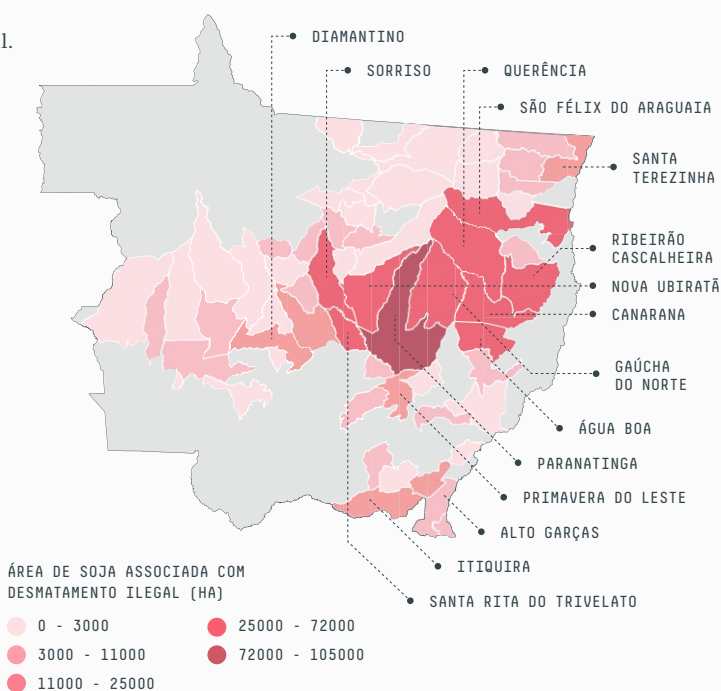 l.
DIAMANTINO
SORRISO
QUERÊNCIA
SÃO FÉLIX DO ARAGUAIA
SANTA
TEREZINHA
RIBEIRÃO
CASCALHEIRA
NOVA UBIRATÃ
CANARANA
GAÚCHA
DO NORTE
ÁGUA BOA
PARANATINGA
PRIMAVERA DO LESTE
ALTO GARÇAS
ITIQUIRA
SANTA RITA DO TRIVELATO
ÁREA DE SOJA ASSOCIADA COM
DESMATAMENTO ILEGAL (HA)
0 - 3000
3000 - 11000
11000 - 25000
25000 - 72000
72000 - 105000